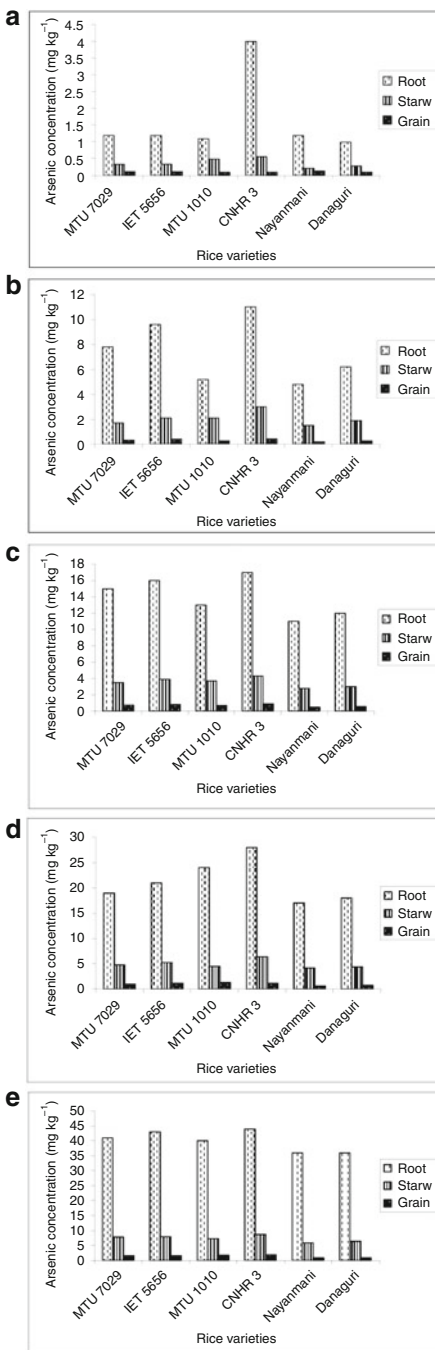 a
Arsenic concentration (mg kg⁻¹)
4.5
4
3.5
3
2.5
2
1.5
1
0.5
0
MTU 7029
IET 5656
MTU 1010
CNHR 3
Nayanmani
Danaguri
Rice varieties
Root
Starw
Grain
b
Arsenic concentration (mg kg⁻¹)
12
10
8
6
4
2
0
MTU 7029
IET 5656
MTU 1010
CNHR 3
Nayanmani
Danaguri
Rice varieties
Root
Starw
Grain
c
Arsenic concentration (mg kg⁻¹)
18
16
14
12
10
8
6
4
2
0
MTU 7029
IET 5656
MTU 1010
CNHR 3
Nayanmani
Danaguri
Rice varieties
Root
Starw
Grain
d
Arsenic concentration (mg kg⁻¹)
30
25
20
15
10
5
0
MTU 7029
IET 5656
MTU 1010
CNHR 3
Nayanmani
Danaguri
Rice varieties
Root
Starw
Grain
e
Arsenic concentration (mg kg⁻¹)
50
45
40
35
30
25
20
15
10
5
0
MTU 7029
IET 5656
MTU 1010
CNHR 3
Nayanmani
Danaguri
Rice varieties
Root
Starw
Grain